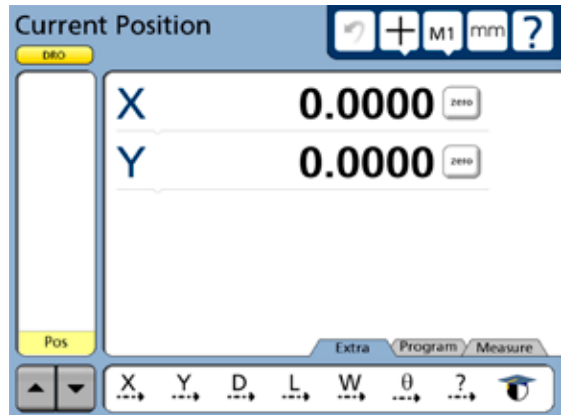 Current Position
M1 mm ?
DRO
X 0.0000 zero
Y 0.0000 zero
Pos
Extra Program Measure
X Y D L W θ ?